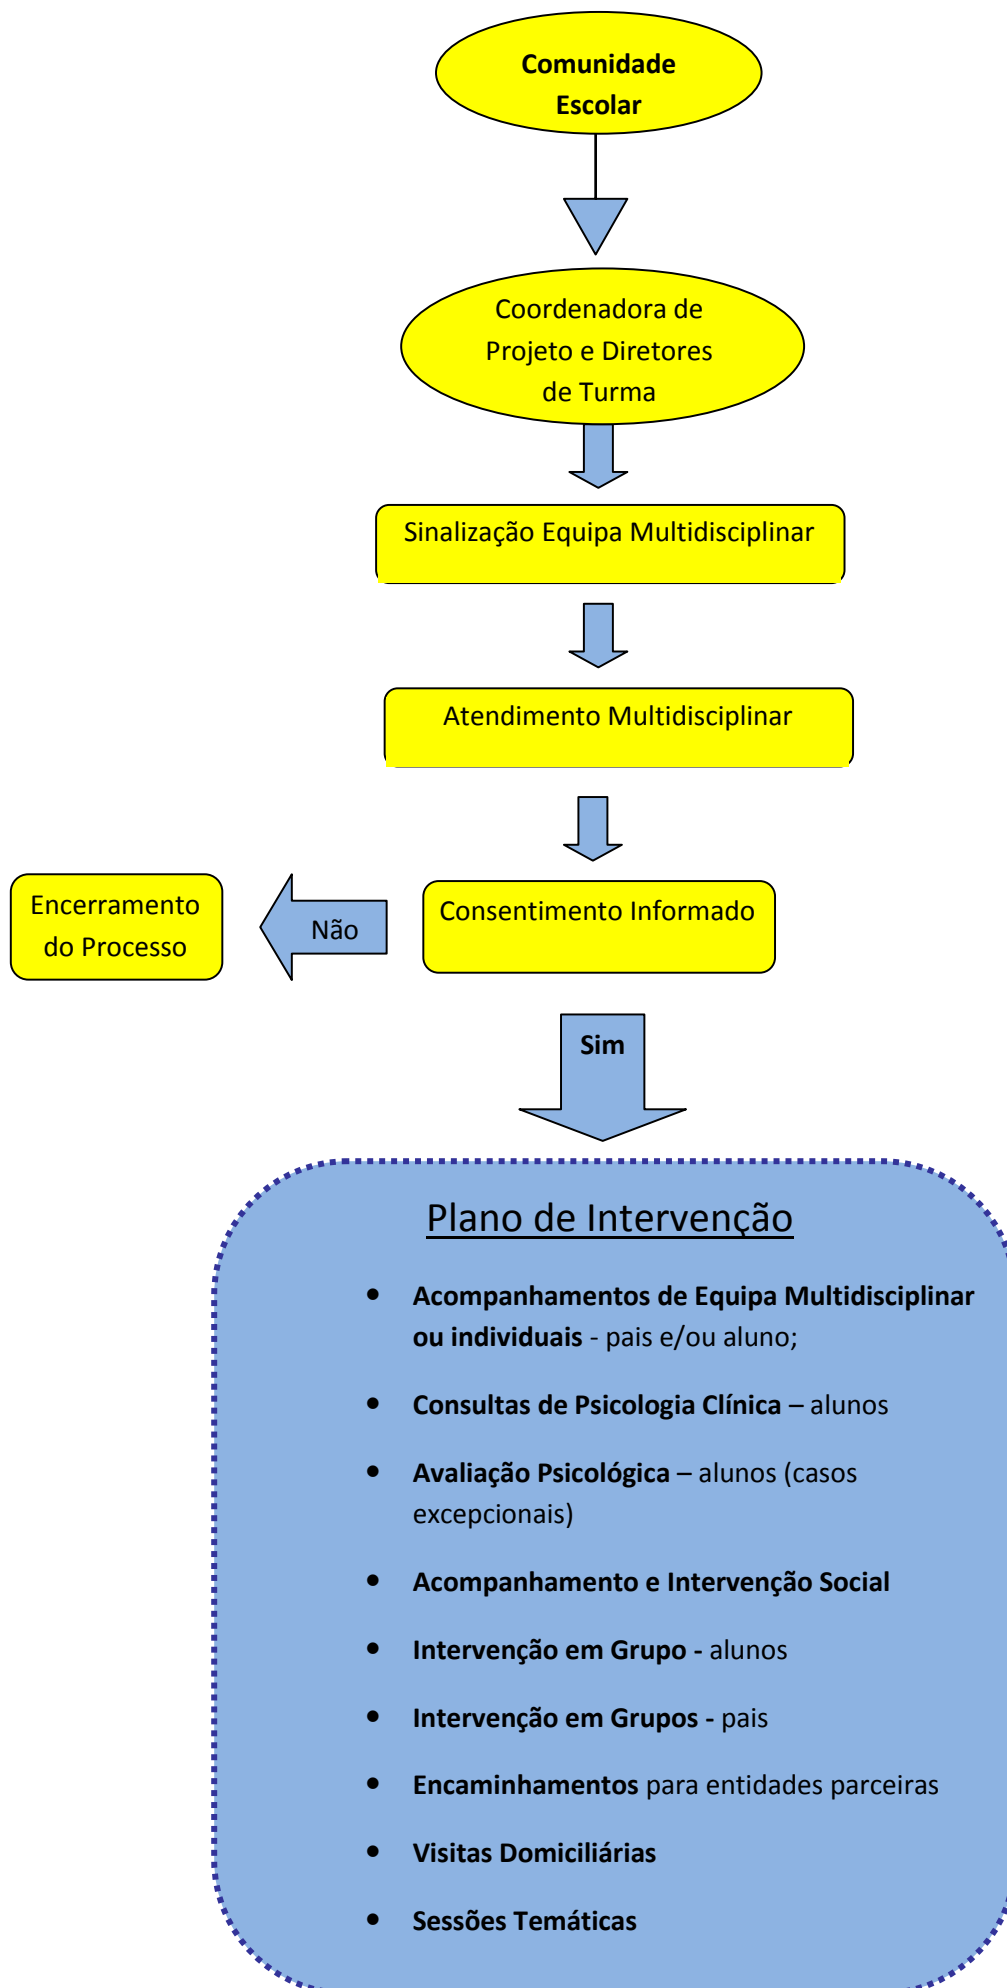 Comunidade
Escolar
Coordenadora de
Projeto e Diretores
de Turma
Sinalização Equipa Multidisciplinar
Atendimento Multidisciplinar
Encerramento
do Processo
Não
Consentimento Informado
Sim
Plano de Intervenção
• Acompanhamentos de Equipa Multidisciplinar
ou individuais - pais e/ou aluno;
• Consultas de Psicologia Clínica – alunos
• Avaliação Psicológica – alunos (casos
excepcionais)
• Acompanhamento e Intervenção Social
• Intervenção em Grupo - alunos
• Intervenção em Grupos - pais
• Encaminhamentos para entidades parceiras
• Visitas Domiciliárias
• Sessões Temáticas